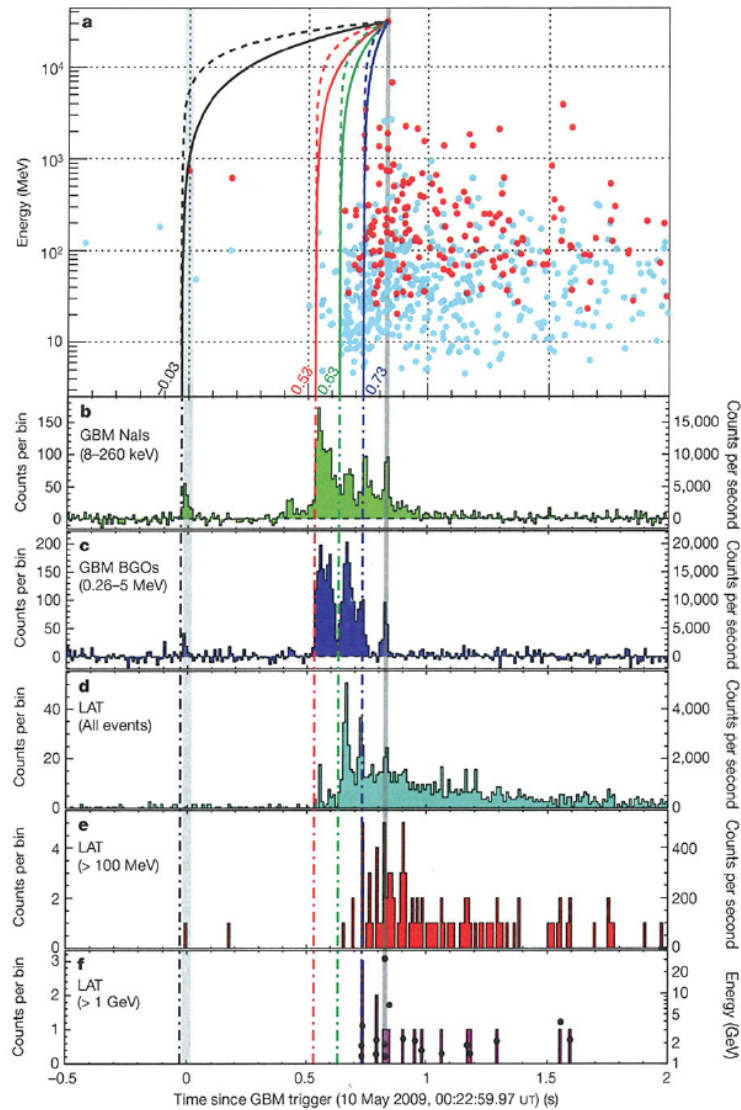 a
10⁴
10³
10²
10
Energy (MeV)
–0.03
0.53
0.63
0.73
b
GBM NaIs
(8–260 keV)
150
100
50
0
Counts per bin
15,000
10,000
5,000
0
Counts per second
c
GBM BGOs
(0.26–5 MeV)
200
150
100
50
0
Counts per bin
20,000
15,000
10,000
5,000
0
Counts per second
d
LAT
(All events)
40
20
0
Counts per bin
4,000
2,000
0
Counts per second
e
LAT
(> 100 MeV)
4
2
0
Counts per bin
400
200
0
Counts per second
f
LAT
(> 1 GeV)
3
2
1
0
Counts per bin
30
10
5
2
1
Energy (GeV)
–0.5 0 0.5 1 1.5 2
Time since GBM trigger (10 May 2009, 00:22:59.97 UT) (s)